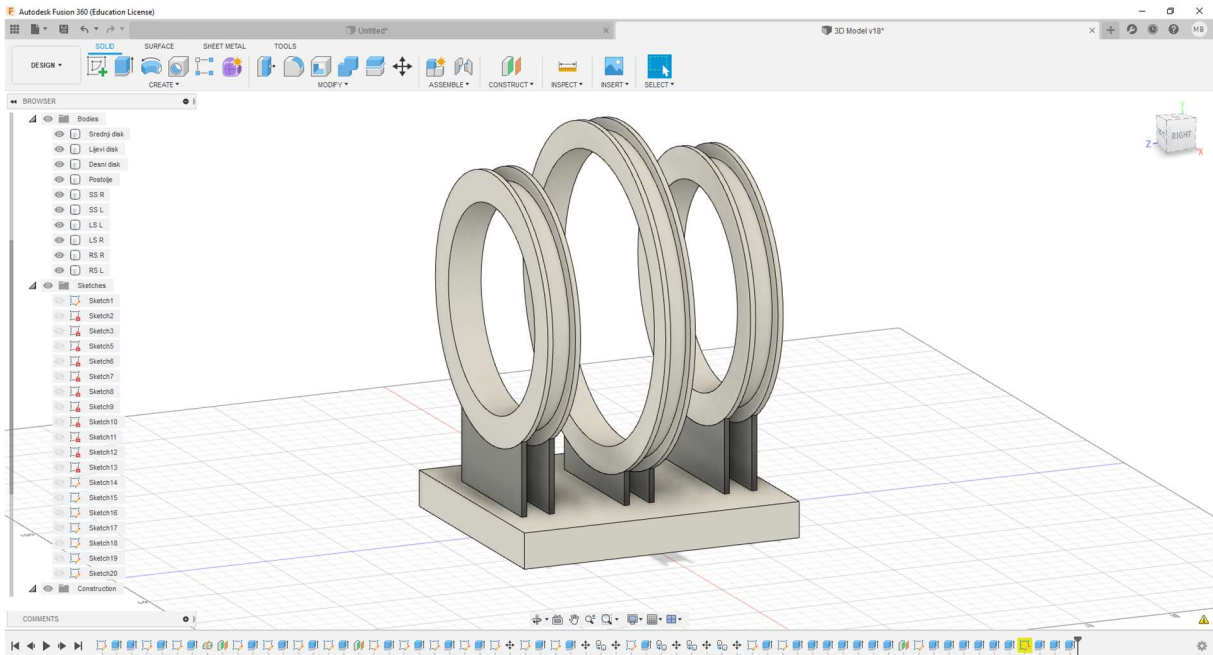 Autodesk Fusion 360 (Education License)
Untitled*
3D Model v18*
MB
SOLID SURFACE SHEET METAL TOOLS
DESIGN
CREATE MODIFY ASSEMBLE CONSTRUCT INSPECT INSERT SELECT
BROWSER
Bodies
Srednji disk
Lijevi disk
Desni disk
Postolje
SS R
SS L
LS L
LS R
RS R
RS L
Sketches
Sketch1
Sketch2
Sketch3
Sketch5
Sketch6
Sketch7
Sketch8
Sketch9
Sketch10
Sketch11
Sketch12
Sketch13
Sketch14
Sketch15
Sketch16
Sketch17
Sketch18
Sketch19
Sketch20
Construction
RIGHT
Y
Z
X
COMMENTS